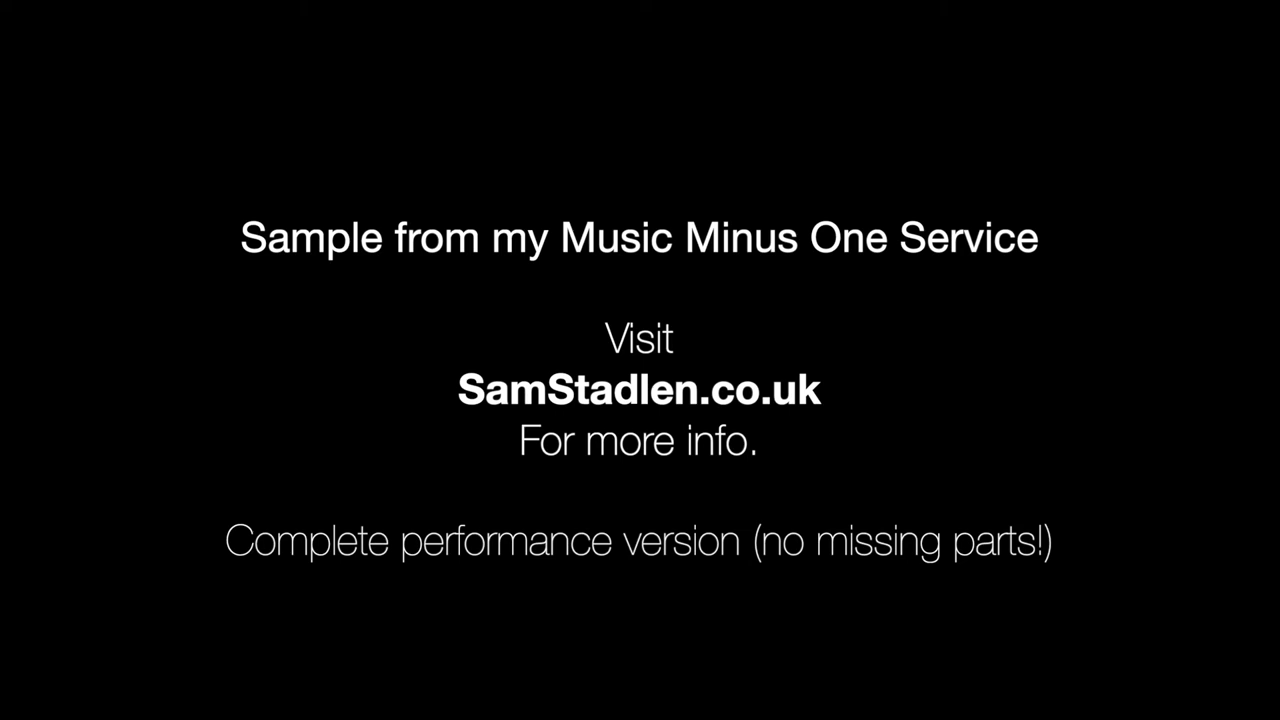 Sample from my Music Minus One Service
Visit
SamStadlen.co.uk
For more info.
Complete performance version (no missing parts!)